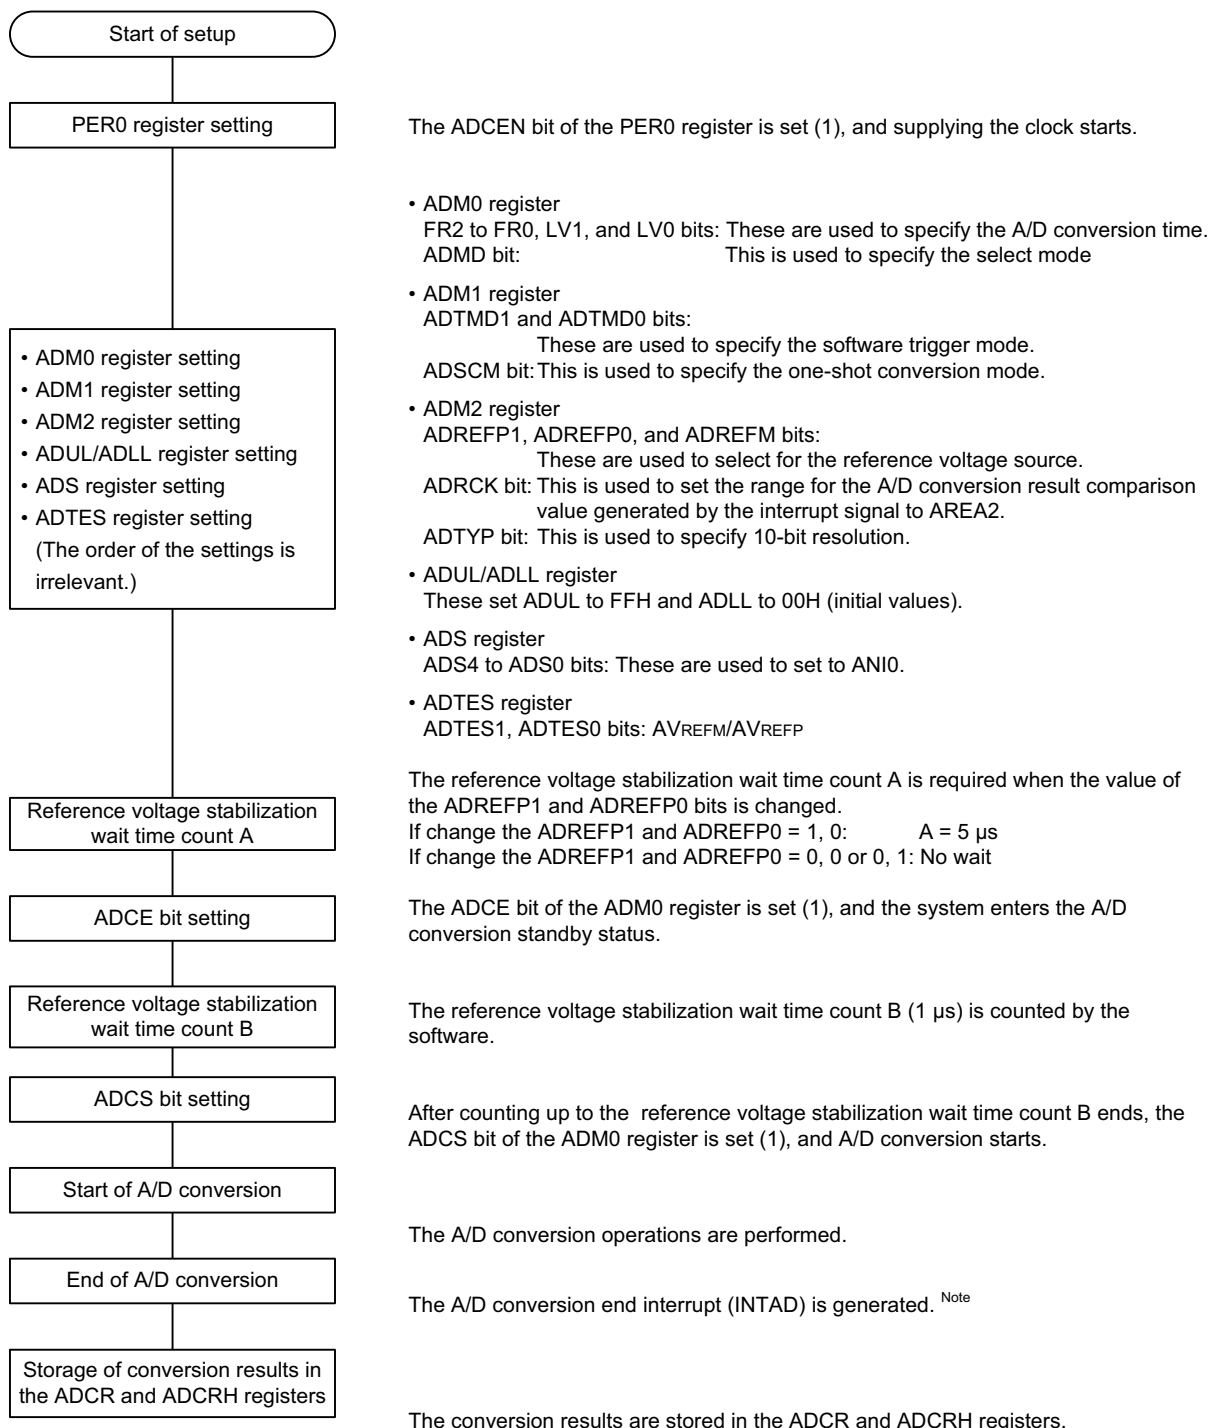 Start of setup
PER0 register setting
The ADCEN bit of the PER0 register is set (1), and supplying the clock starts.
• ADM0 register setting
• ADM1 register setting
• ADM2 register setting
• ADUL/ADLL register setting
• ADS register setting
• ADTES register setting
(The order of the settings is
irrelevant.)
• ADM0 register
FR2 to FR0, LV1, and LV0 bits: These are used to specify the A/D conversion time.
ADMD bit: This is used to specify the select mode
• ADM1 register
ADTMD1 and ADTMD0 bits:
These are used to specify the software trigger mode.
ADSCM bit: This is used to specify the one-shot conversion mode.
• ADM2 register
ADREFP1, ADREFP0, and ADREFM bits:
These are used to select for the reference voltage source.
ADRCK bit: This is used to set the range for the A/D conversion result comparison
value generated by the interrupt signal to AREA2.
ADTYP bit: This is used to specify 10-bit resolution.
• ADUL/ADLL register
These set ADUL to FFH and ADLL to 00H (initial values).
• ADS register
ADS4 to ADS0 bits: These are used to set to ANI0.
• ADTES register
ADTES1, ADTES0 bits: AVREFM/AVREFP
Reference voltage stabilization
wait time count A
The reference voltage stabilization wait time count A is required when the value of
the ADREFP1 and ADREFP0 bits is changed.
If change the ADREFP1 and ADREFP0 = 1, 0: A = 5 µs
If change the ADREFP1 and ADREFP0 = 0, 0 or 0, 1: No wait
ADCE bit setting
The ADCE bit of the ADM0 register is set (1), and the system enters the A/D
conversion standby status.
Reference voltage stabilization
wait time count B
The reference voltage stabilization wait time count B (1 µs) is counted by the
software.
ADCS bit setting
After counting up to the reference voltage stabilization wait time count B ends, the
ADCS bit of the ADM0 register is set (1), and A/D conversion starts.
Start of A/D conversion
The A/D conversion operations are performed.
End of A/D conversion
The A/D conversion end interrupt (INTAD) is generated. Note
Storage of conversion results in
the ADCR and ADCRH registers
The conversion results are stored in the ADCR and ADCRH registers.